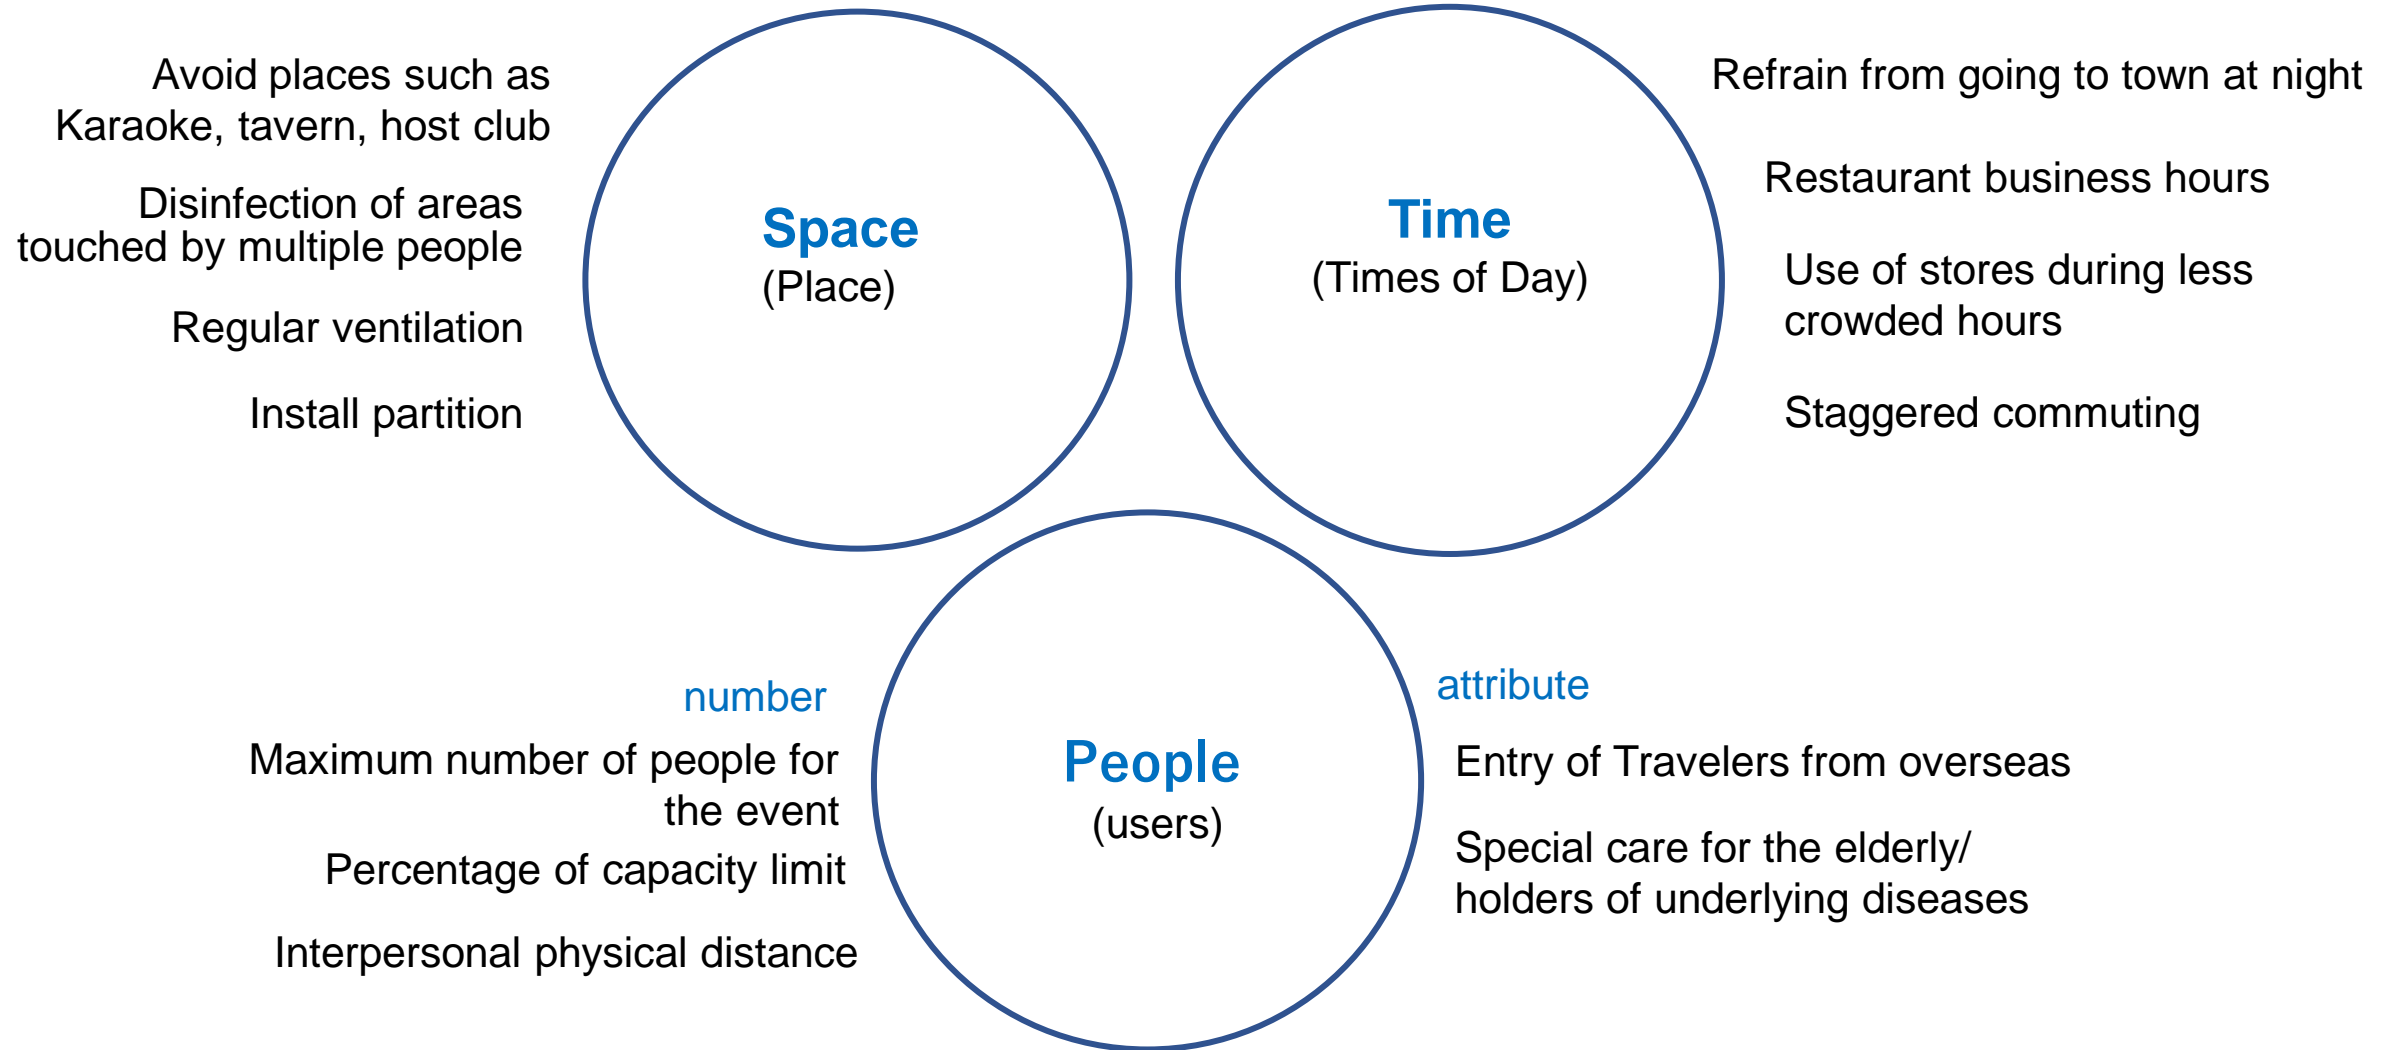 Avoid places such as
Karaoke, tavern, host club
Disinfection of areas
touched by multiple people
Regular ventilation
Install partition
Space
(Place)
Time
(Times of Day)
Refrain from going to town at night
Restaurant business hours
Use of stores during less
crowded hours
Staggered commuting
number
Maximum number of people for
the event
Percentage of capacity limit
Interpersonal physical distance
People
(users)
attribute
Entry of Travelers from overseas
Special care for the elderly/
holders of underlying diseases